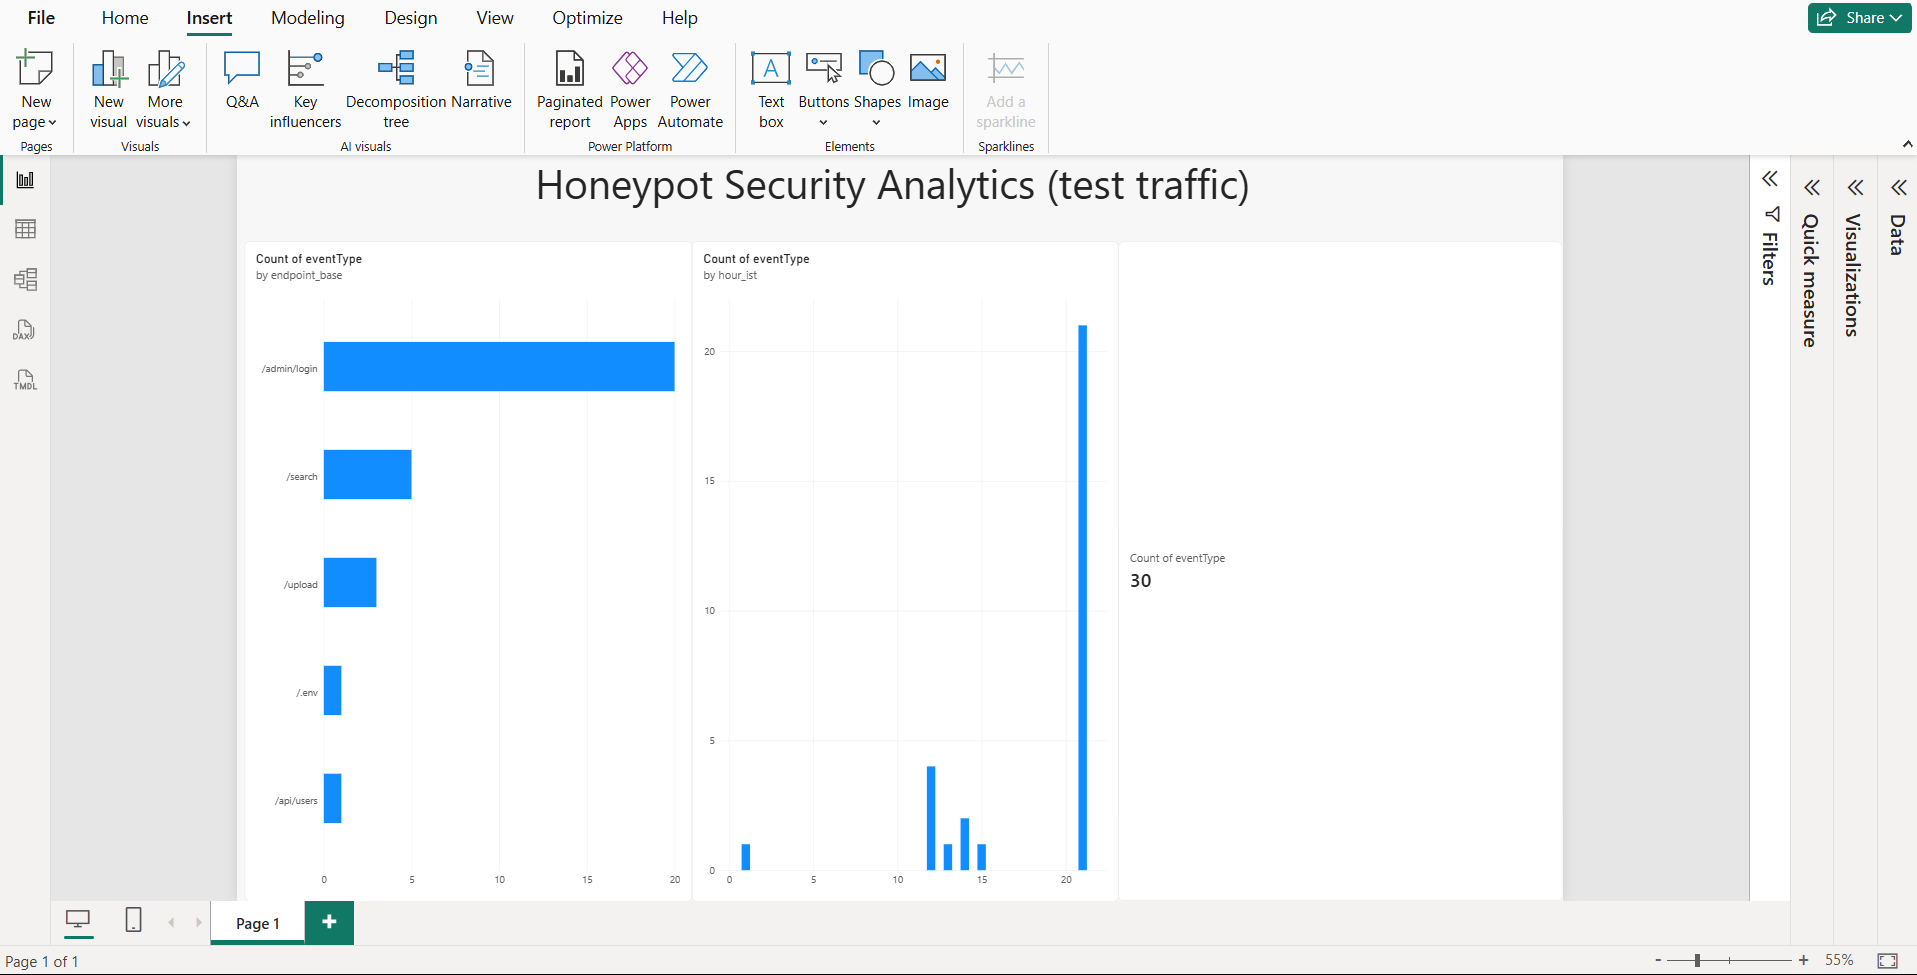 File Home Insert Modeling Design View Optimize Help
Share
New page
New visual
More visuals
Q&A
Key influencers
Decomposition tree
Narrative
Paginated report
Power Apps
Power Automate
Text box
Buttons
Shapes
Image
Add a sparkline
Pages
Visuals
AI visuals
Power Platform
Elements
Sparklines
DAX
TMDL
Honeypot Security Analytics (test traffic)
Count of eventType
by endpoint_base
/admin/login
/search
/upload
/.env
/api/users
0 5 10 15 20
Count of eventType
by hour_ist
20
15
10
5
0
0 5 10 15 20
Count of eventType
30
Filters
Quick measure
Visualizations
Data
Page 1
+
Page 1 of 1
- + 55%